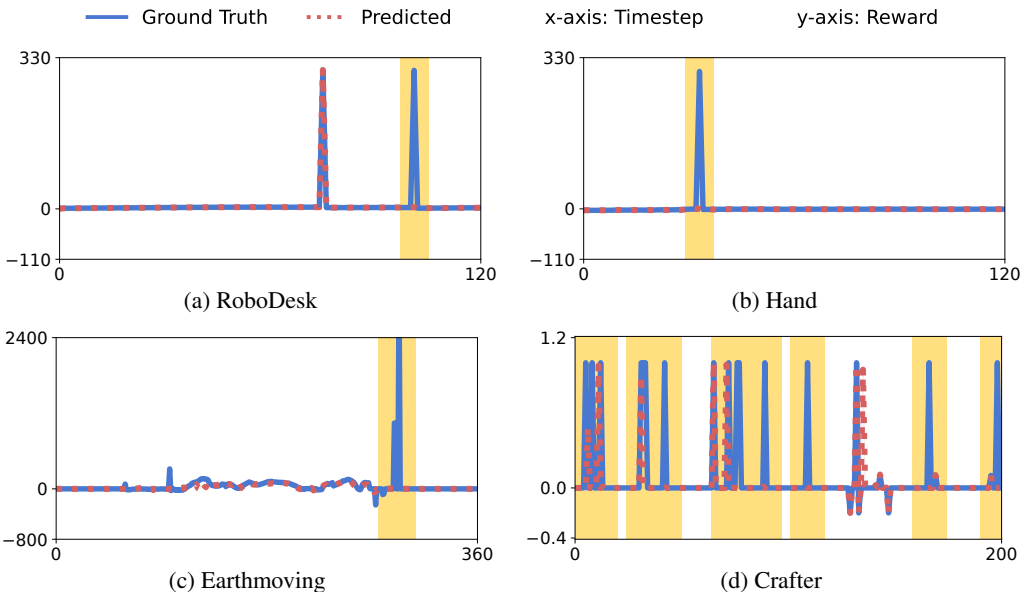 Ground Truth Predicted x-axis: Timestep y-axis: Reward
330 330
0 0
−110 −110
0 120 0 120
(a) RoboDesk (b) Hand
2400 1.2
0 0.0
−800 −0.4
0 360 0 200
(c) Earthmoving (d) Crafter